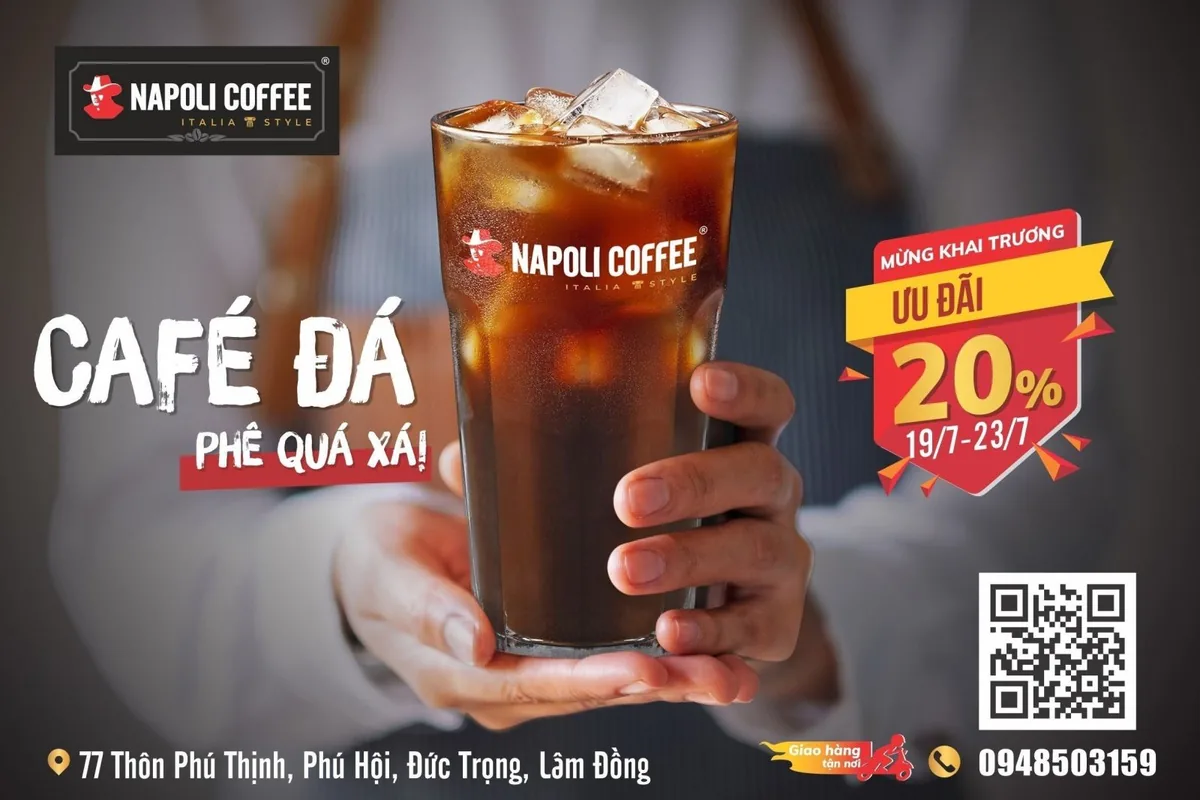 NAPOLI COFFEE®
ITALIA STYLE
NAPOLI COFFEE®
ITALIA STYLE
CAFÉ ĐÁ
PHÊ QUÁ XÁ!
MỪNG KHAI TRƯƠNG
ƯU ĐÃI
20%
19/7-23/7
77 Thôn Phú Thịnh, Phú Hội, Đức Trọng, Lâm Đồng
Giao hàng
tận nơi
0948503159